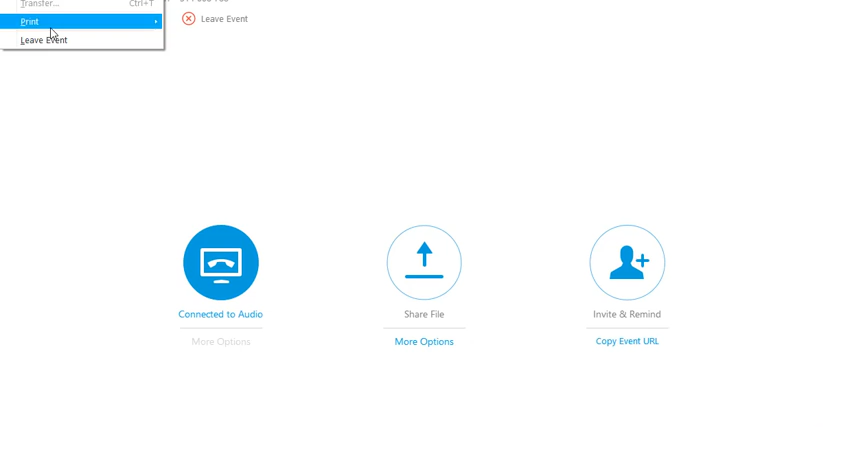 Transfer... Ctrl+T
Print
Leave Event
Leave Event
Connected to Audio
More Options
Share File
More Options
Invite & Remind
Copy Event URL